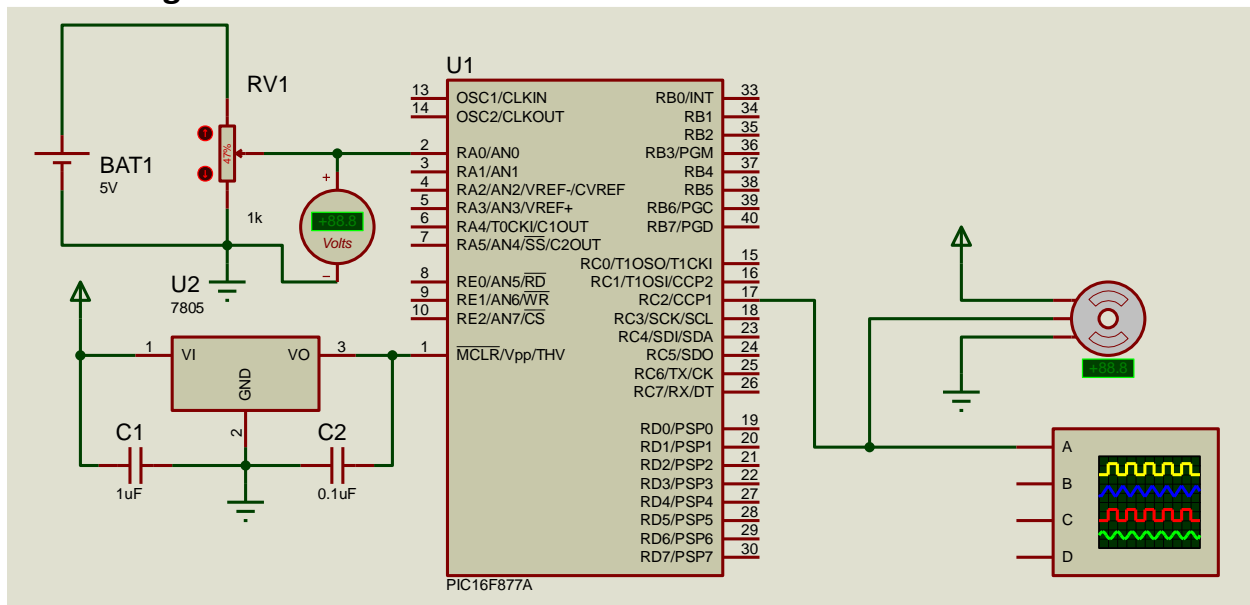 U1
RV1
47%
1k
BAT1
5V
+88.8
Volts
+
−
U2
7805
1
VI
VO
3
GND
2
C1
1uF
C2
0.1uF
13
OSC1/CLKIN
14
OSC2/CLKOUT
2
RA0/AN0
3
RA1/AN1
4
RA2/AN2/VREF-/CVREF
5
RA3/AN3/VREF+
6
RA4/T0CKI/C1OUT
7
RA5/AN4/SS/C2OUT
8
RE0/AN5/RD
9
RE1/AN6/WR
10
RE2/AN7/CS
1
MCLR/Vpp/THV
RB0/INT
33
RB1
34
RB2
35
RB3/PGM
36
RB4
37
RB5
38
RB6/PGC
39
RB7/PGD
40
RC0/T1OSO/T1CKI
15
RC1/T1OSI/CCP2
16
RC2/CCP1
17
RC3/SCK/SCL
18
RC4/SDI/SDA
23
RC5/SDO
24
RC6/TX/CK
25
RC7/RX/DT
26
RD0/PSP0
19
RD1/PSP1
20
RD2/PSP2
21
RD3/PSP3
22
RD4/PSP4
27
RD5/PSP5
28
RD6/PSP6
29
RD7/PSP7
30
PIC16F877A
+88.8
A
B
C
D